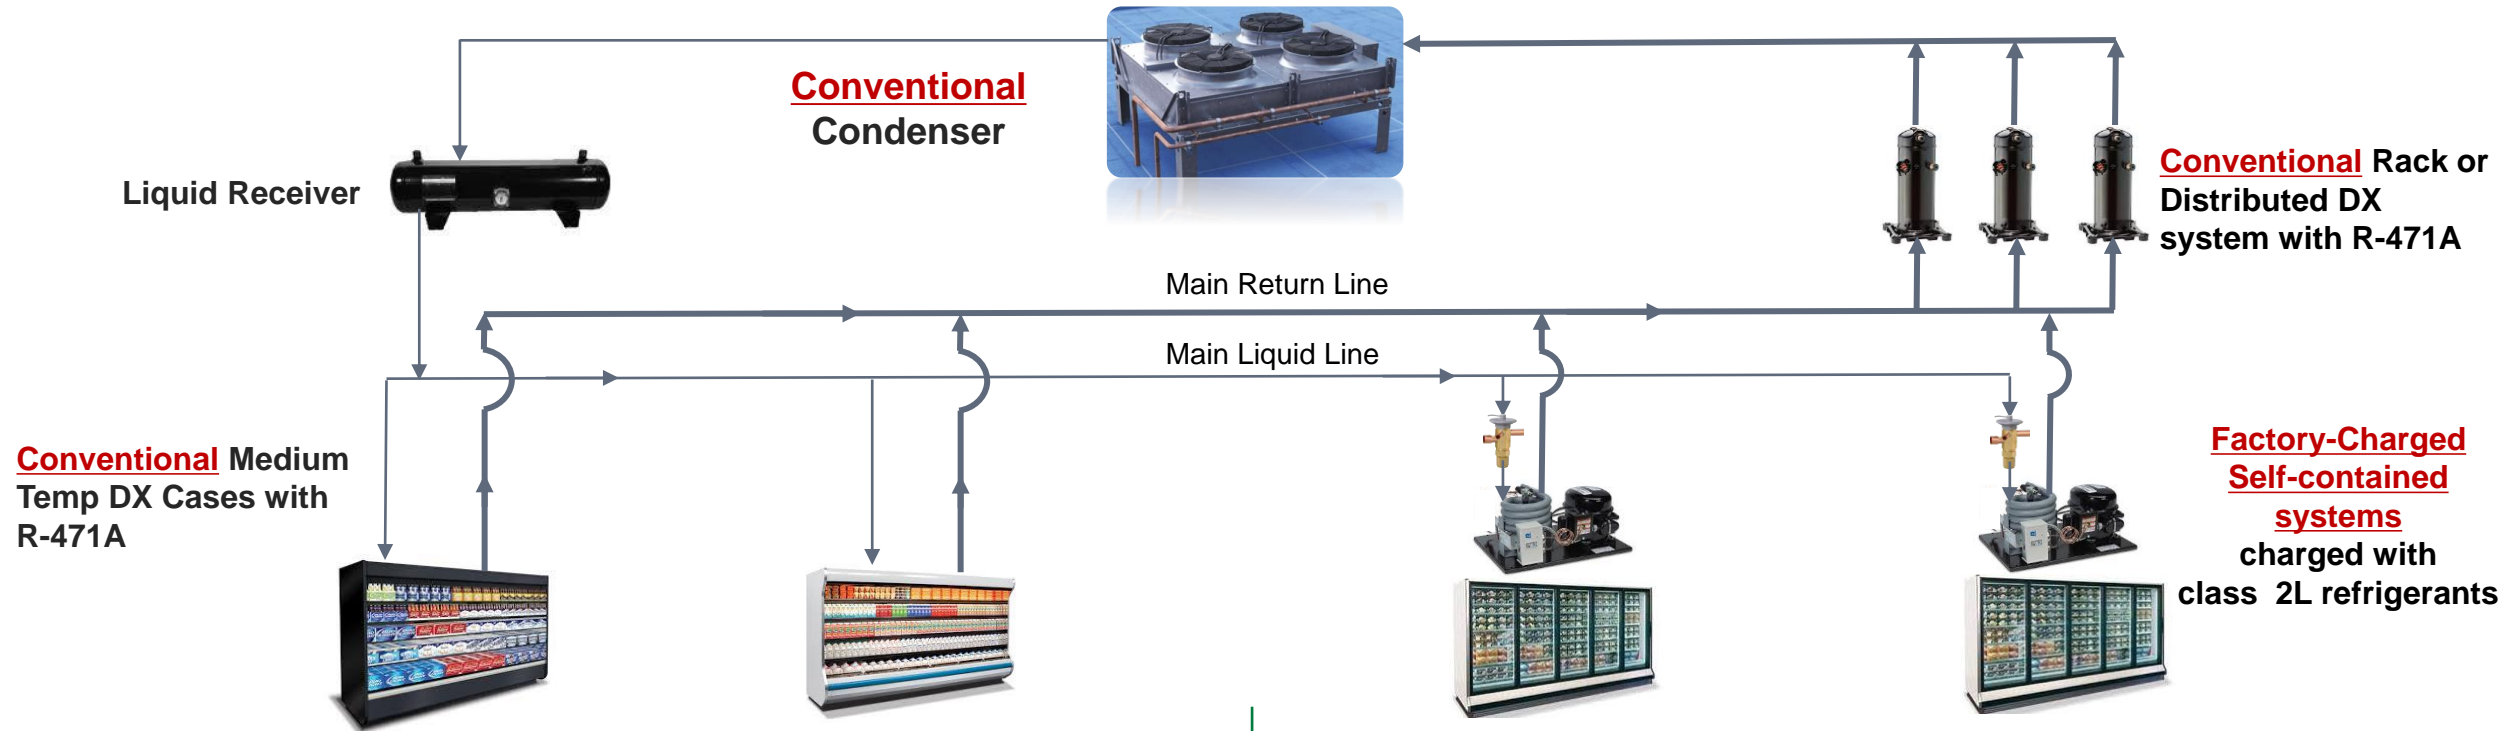 Conventional
Condenser
Liquid Receiver
Conventional Rack or
Distributed DX
system with R-471A
Main Return Line
Main Liquid Line
Conventional Medium
Temp DX Cases with
R-471A
Factory-Charged
Self-contained
systems
charged with
class 2L refrigerants